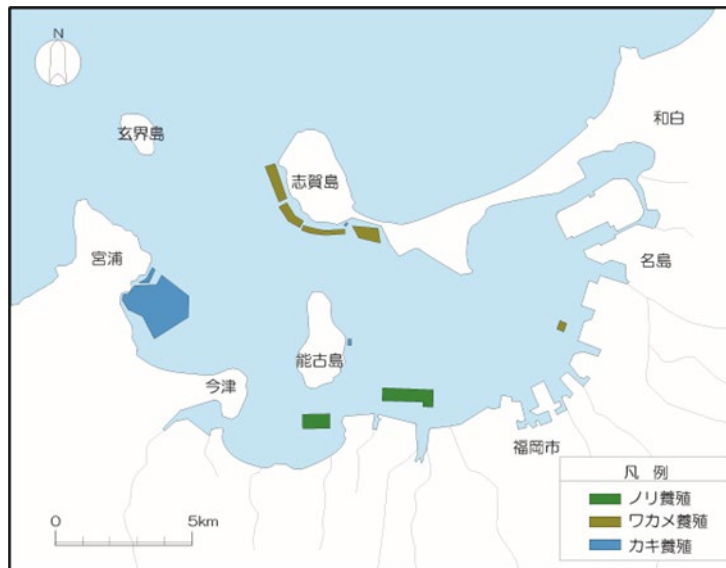 N
玄界島
志賀島
和白
宮浦
名島
能古島
今津
福岡市
凡 例
ノリ養殖
ワカメ養殖
カキ養殖
0 5km